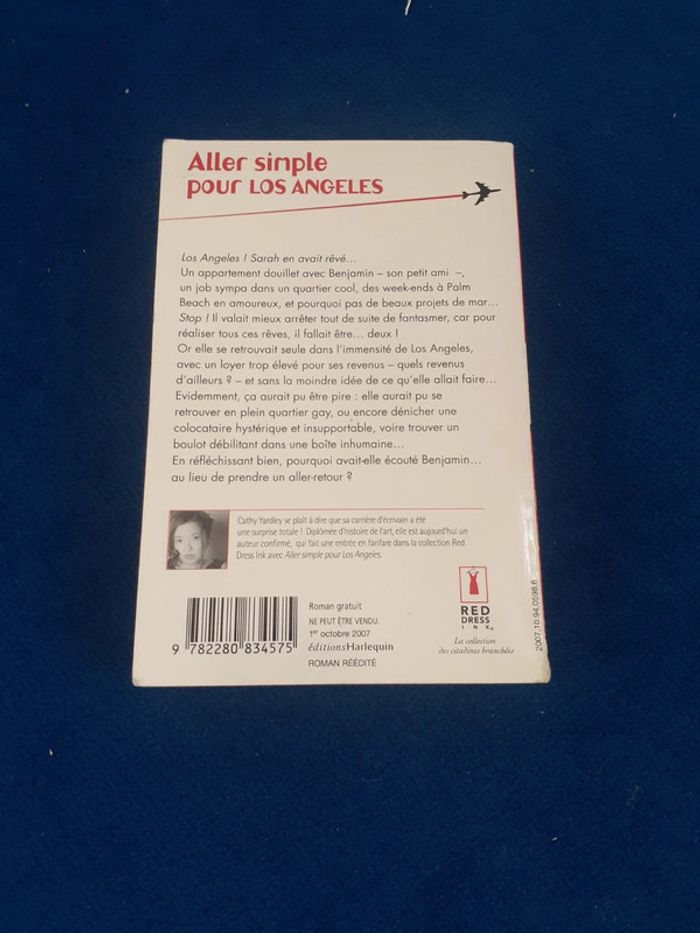 Aller simple
pour LOS ANGELES
Los Angeles ! Sarah en avait rêvé...
Un appartement douillet avec Benjamin – son petit ami –,
un job sympa dans un quartier cool, des week-ends à Palm
Beach en amoureux, et pourquoi pas de beaux projets de mar...
Stop ! Il valait mieux arrêter tout de suite de fantasmer, car pour
réaliser tous ces rêves, il fallait être... deux !
Or elle se retrouvait seule dans l'immensité de Los Angeles,
avec un loyer trop élevé pour ses revenus – quels revenus
d'ailleurs ? – et sans la moindre idée de ce qu'elle allait faire...
Evidemment, ça aurait pu être pire : elle aurait pu se
retrouver en plein quartier gay, ou encore dénicher une
colocataire hystérique et insupportable, voire trouver un
boulot débilitant dans une boîte inhumaine...
En réfléchissant bien, pourquoi avait-elle écouté Benjamin...
au lieu de prendre un aller-retour ?
Cathy Yardley se plaît à dire que sa carrière d'écrivain a été
une surprise totale ! Diplômée d'histoire de l'art, elle est aujourd'hui un
auteur confirmé, qui fait une entrée en fanfare dans la collection Red
Dress Ink avec Aller simple pour Los Angeles.
9 782280 834575
Roman gratuit
NE PEUT ÊTRE VENDU.
1er octobre 2007
éditionsHarlequin
ROMAN RÉÉDITÉ
RED
DRESS
INK®
La collection
des citadines branchées
2007.10.94.0598.6